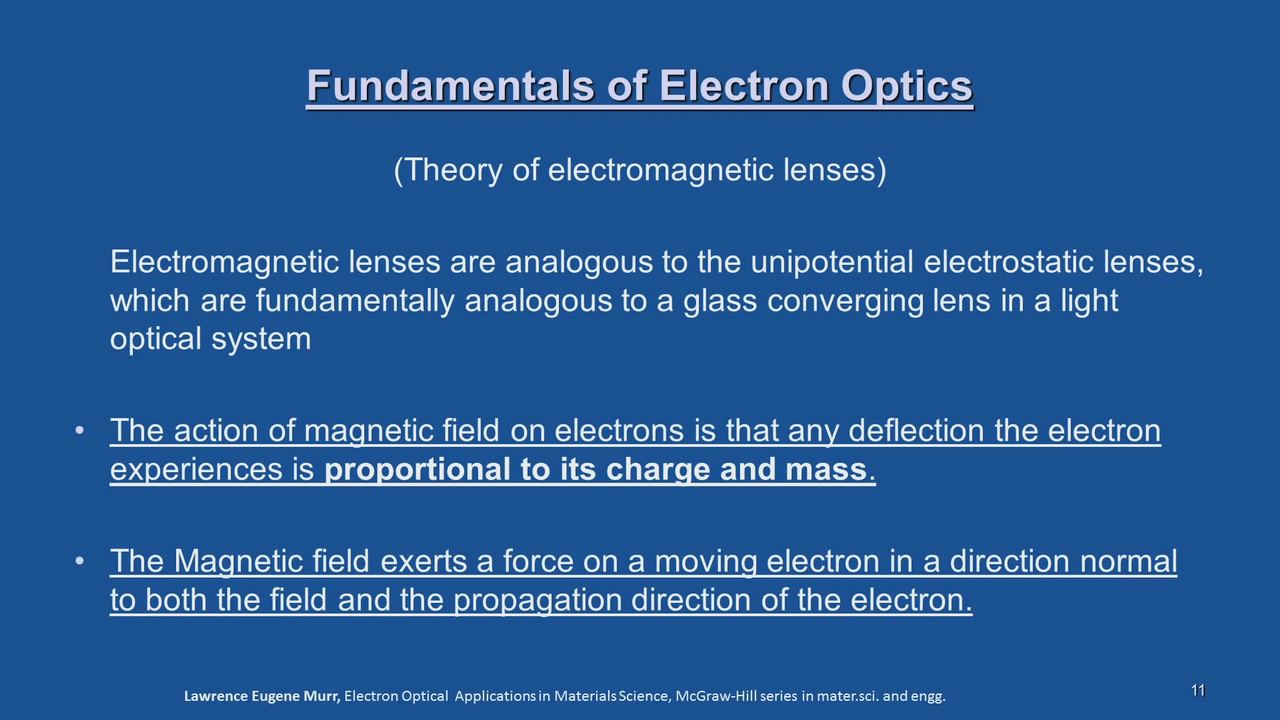 Fundamentals of Electron Optics
(Theory of electromagnetic lenses)
Electromagnetic lenses are analogous to the unipotential electrostatic lenses,
which are fundamentally analogous to a glass converging lens in a light
optical system
• The action of magnetic field on electrons is that any deflection the electron
experiences is proportional to its charge and mass.
• The Magnetic field exerts a force on a moving electron in a direction normal
to both the field and the propagation direction of the electron.
Lawrence Eugene Murr, Electron Optical Applications in Materials Science, McGraw-Hill series in mater.sci. and engg.
11